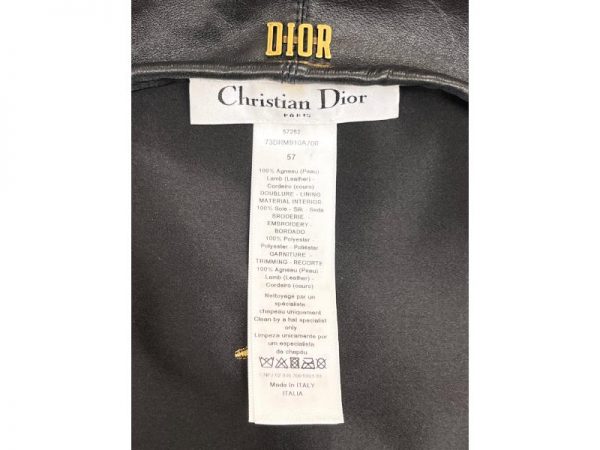 DIOR
Christian Dior
PARIS
57262
73DRM910A700
57
100% Agneau (Peau)
Lamb (Leather) -
Cordeiro (couro)
DOUBLURE - LINING
MATERIAL INTERIOR
100% Soie - Silk - Seda
BRODERIE -
EMBROIDERY
BORDADO
100% Polyester
Polyester - Poliéster
GARNITURE -
TRIMMING - RECORTE
100% Agneau (Peau)
Lamb (Leather) -
Cordeiro (couro)
Nettoyage par un
spécialiste
chapeau uniquement
Clean by a hat specialist
only
Limpeza unicamente por
um especialista
de chapéu
Made in ITALY
ITALIA